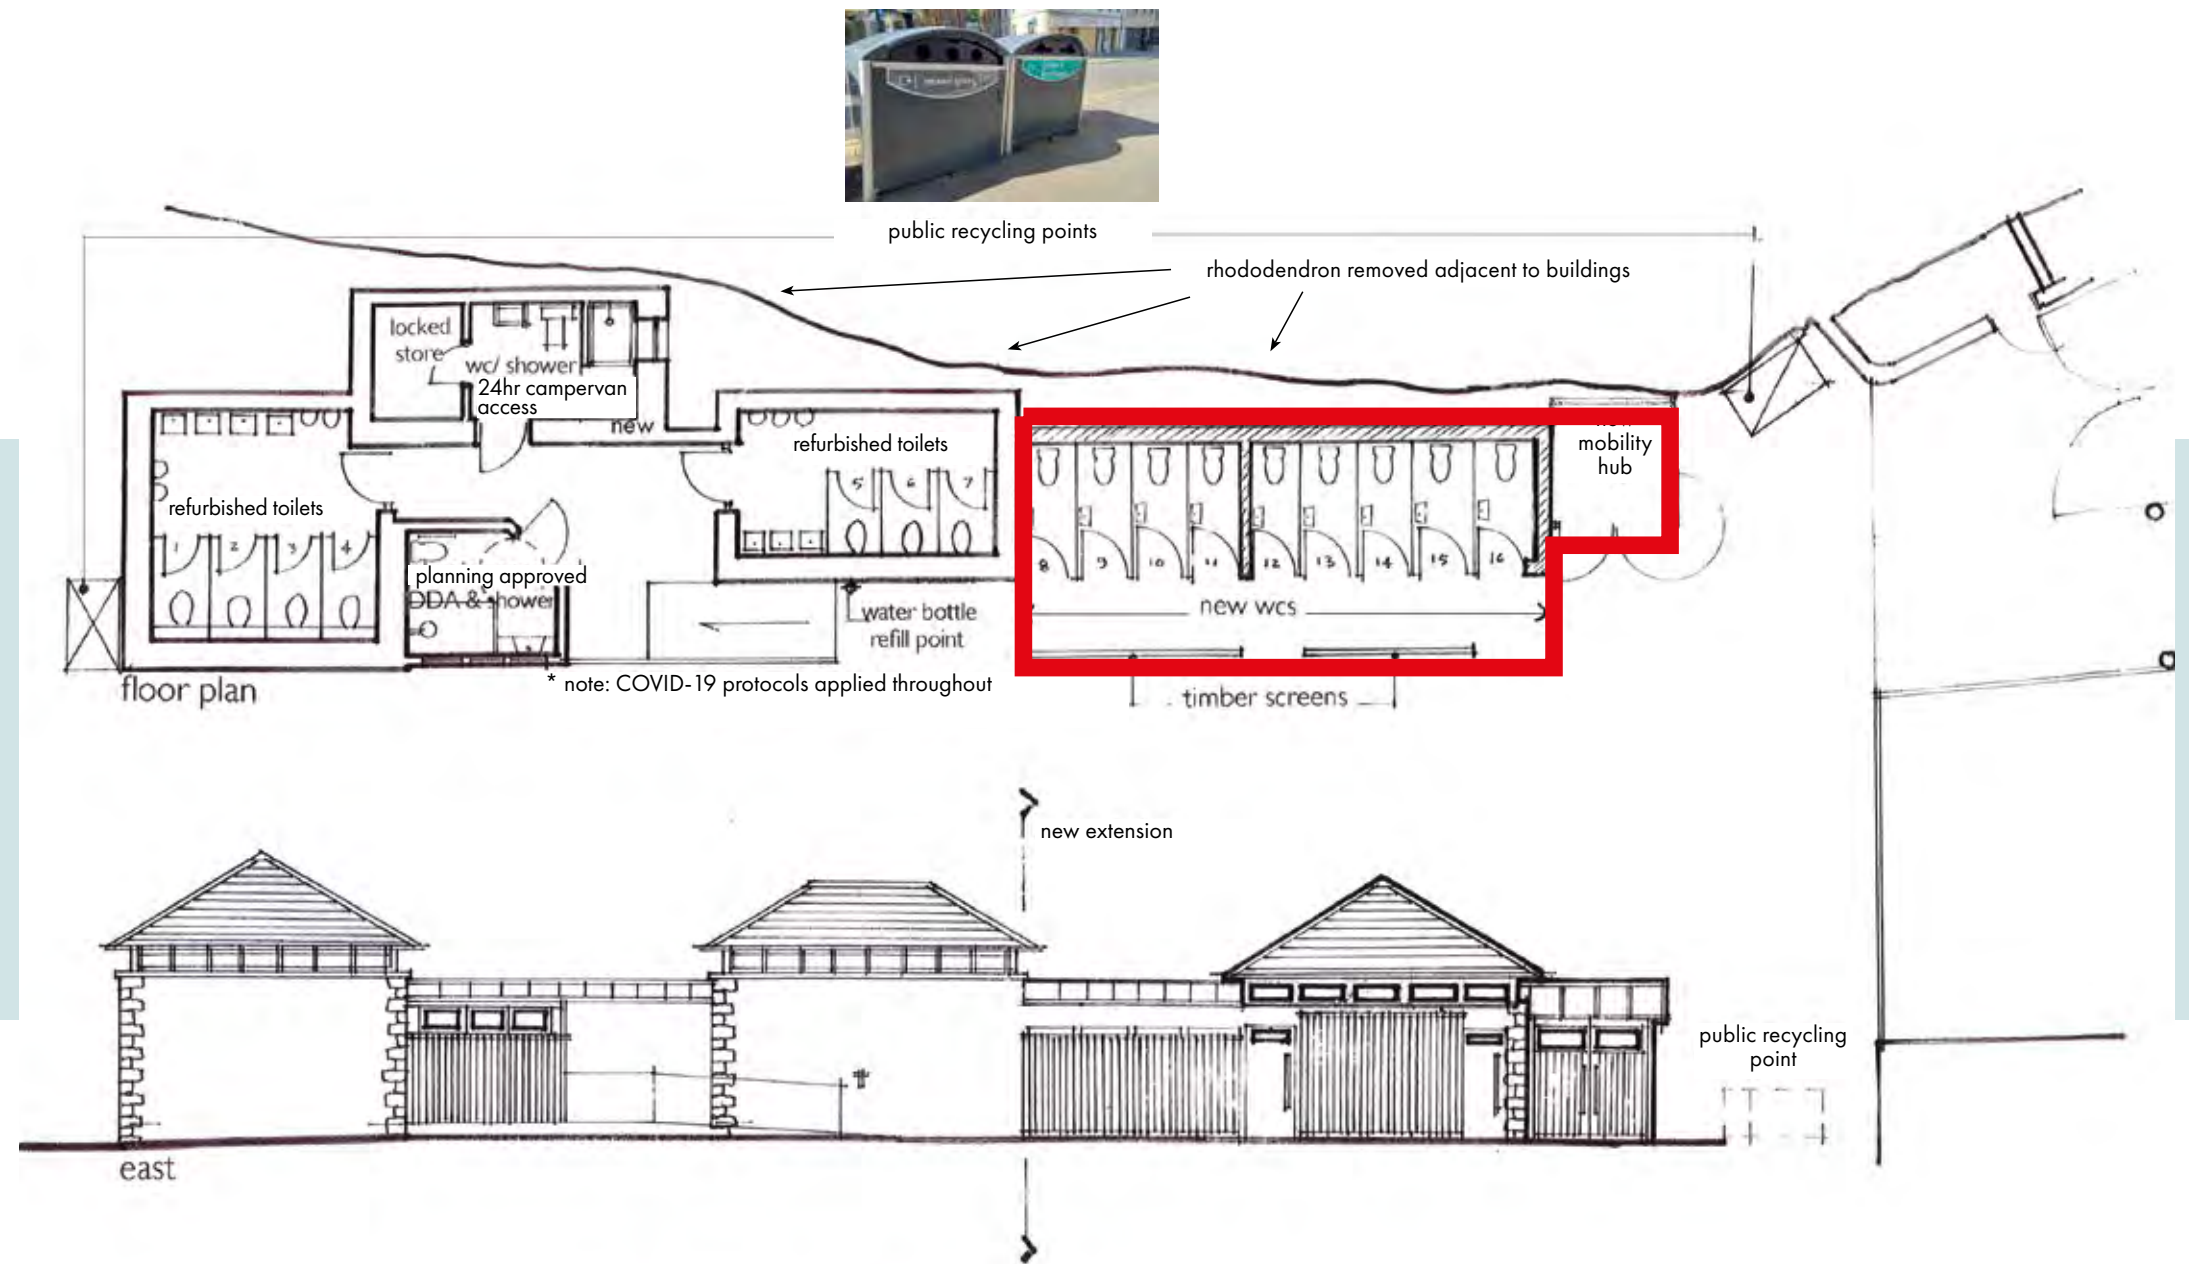 public recycling points
rhododendron removed adjacent to buildings
locked
store
wc/ shower
24hr campervan
access
new
refurbished toilets
refurbished toilets
mobility
hub
1
2
3
4
5
6
7
8
9
10
11
12
13
14
15
16
planning approved
DDA & shower
new wcs
water bottle
refill point
floor plan
* note: COVID-19 protocols applied throughout
timber screens
new extension
public recycling
point
east